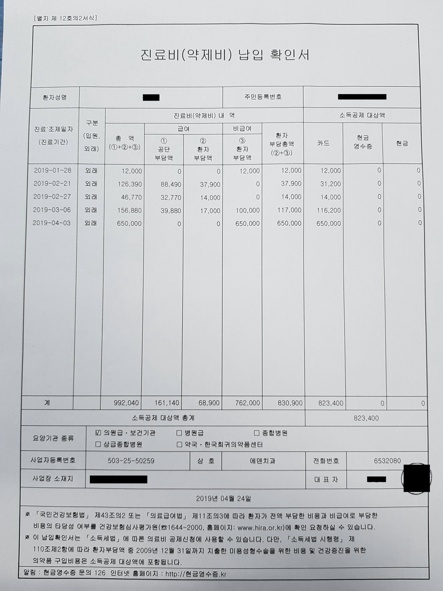 [별지 제 12호의2서식]
진료비(약제비) 납입 확인서
환자성명 주민등록번호
진료 조제일자 (진료기간) 구분 (입원, 외래) 진료비(약제비) 내 역 소득공제 대상액
총 액 (①+②+③) 급여 비급여 환자 부담총액 (②+③) 카드 현금 영수증 현금
① 공단 부담액 ② 환자 부담액 ③ 환자 부담액
2019-01-28 외래 12,000 0 0 12,000 12,000 12,000 0 0
2019-02-21 외래 126,390 88,490 37,900 0 37,900 31,200 0 0
2019-02-27 외래 46,770 32,770 14,000 0 14,000 14,000 0 0
2019-03-06 외래 156,880 39,880 17,000 100,000 117,000 116,200 0 0
2019-04-03 외래 650,000 0 0 650,000 650,000 650,000 0 0
계 992,040 161,140 68,900 762,000 830,900 823,400 0 0
소득공제 대상액 총계 823,400
요양기관 종류 ☑ 의원급·보건기관 □ 병원급 □ 종합병원
□ 상급종합병원 □ 약국·한국희귀의약품센터
사업자등록번호 503-25-50259 상 호 에덴치과 전화번호 6532080
사업장 소재지 대 표 자
2019년 04월 24일
※ 「국민건강보험법」 제43조의2 또는 「의료급여법」 제11조의3에 따라 환자가 전액 부담한 비용과 비급여로 부담한
비용의 타당성 여부를 건강보험심사평가원(☎1644-2000, 홈페이지: www.hira.or.kr)에 확인 요청하실 수 있습니다.
※ 이 납입확인서는 「소득세법」에 따른 의료비 공제신청에 사용할 수 있습니다. 다만, 「소득세법 시행령」 제
110조제2항에 따라 환자부담액 중 2009년 12월 31일까지 지출한 미용성형수술을 위한 비용 및 건강증진을 위한
의약품 구입비용은 소득공제 대상액에 포함됩니다.
알림 : 현금영수증 문의 126 인터넷 홈페이지 : http://현금영수증.kr